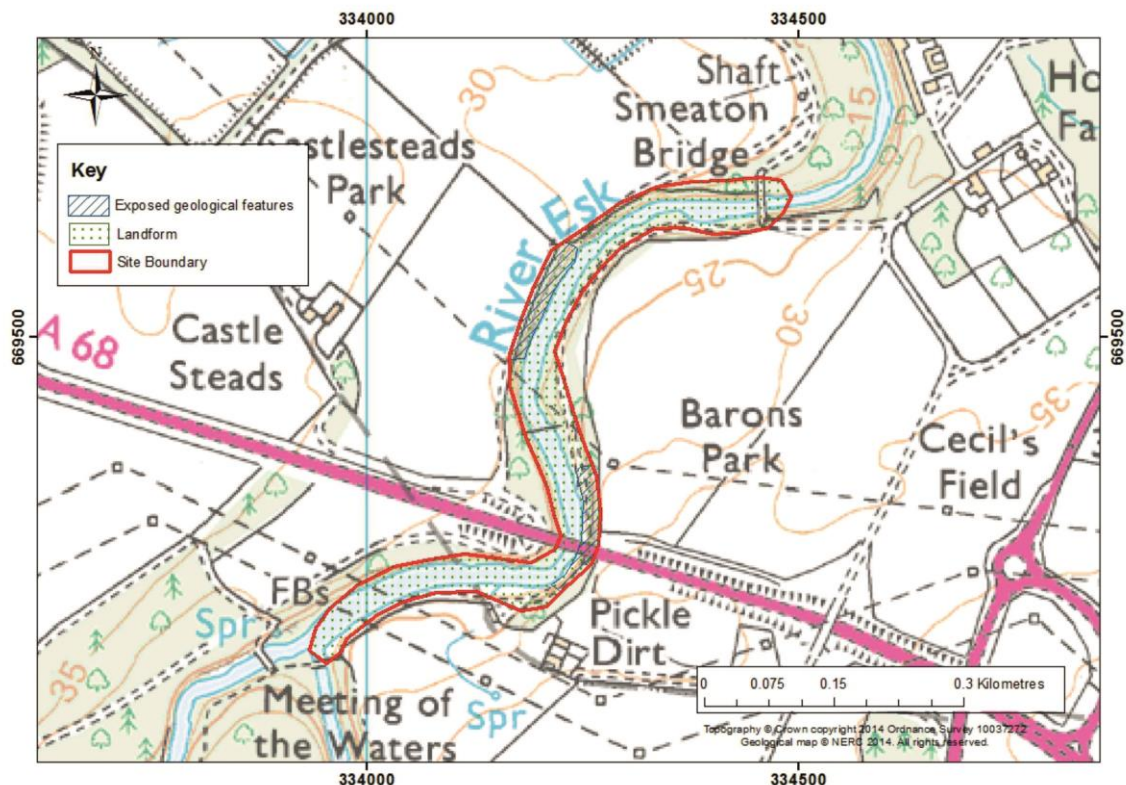 334000
334500
N
30
Shaft
Smeaton
Bridge
15
Ho
Fa
Castlesteads
Park
Key
Exposed geological features
Landform
Site Boundary
River Esk
25
30
669500
669500
A 68
Castle
Steads
Barons
Park
35
Cecil's
Field
FBs
Spr
Pickle
Dirt
35
Spr
Meeting of
the Waters
0 0.075 0.15 0.3 Kilometres
Topography © Crown copyright 2014 Ordnance Survey 10037272
Geological map © NERC 2014. All rights reserved.
334000
334500